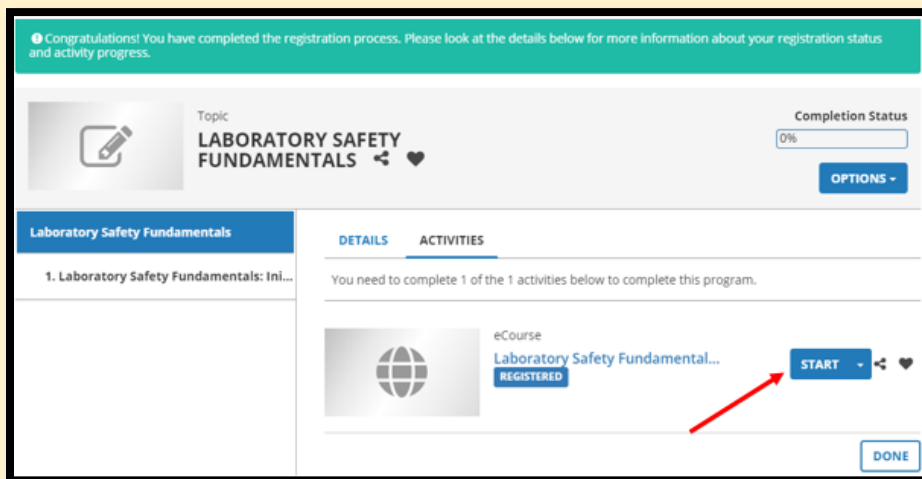 Congratulations! You have completed the registration process. Please look at the details below for more information about your registration status
and activity progress.
Topic
LABORATORY SAFETY
FUNDAMENTALS
Completion Status
0%
OPTIONS
Laboratory Safety Fundamentals
1. Laboratory Safety Fundamentals: Ini...
DETAILS ACTIVITIES
You need to complete 1 of the 1 activities below to complete this program.
eCourse
Laboratory Safety Fundamental...
REGISTERED
START
DONE